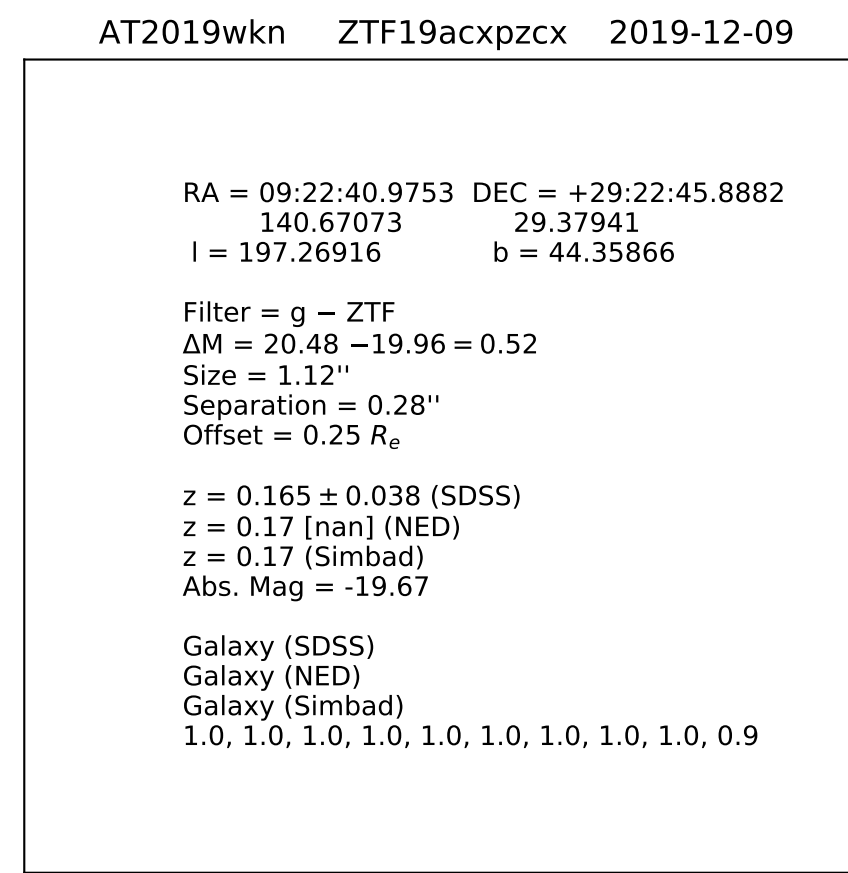 AT2019wkn ZTF19acxpzcx 2019-12-09
RA = 09:22:40.9753 DEC = +29:22:45.8882
140.67073 29.37941
l = 197.26916 b = 44.35866
Filter = g − ZTF
ΔM = 20.48 −19.96 = 0.52
Size = 1.12''
Separation = 0.28''
Offset = 0.25 Re
z = 0.165 ± 0.038 (SDSS)
z = 0.17 [nan] (NED)
z = 0.17 (Simbad)
Abs. Mag = -19.67
Galaxy (SDSS)
Galaxy (NED)
Galaxy (Simbad)
1.0, 1.0, 1.0, 1.0, 1.0, 1.0, 1.0, 1.0, 1.0, 0.9